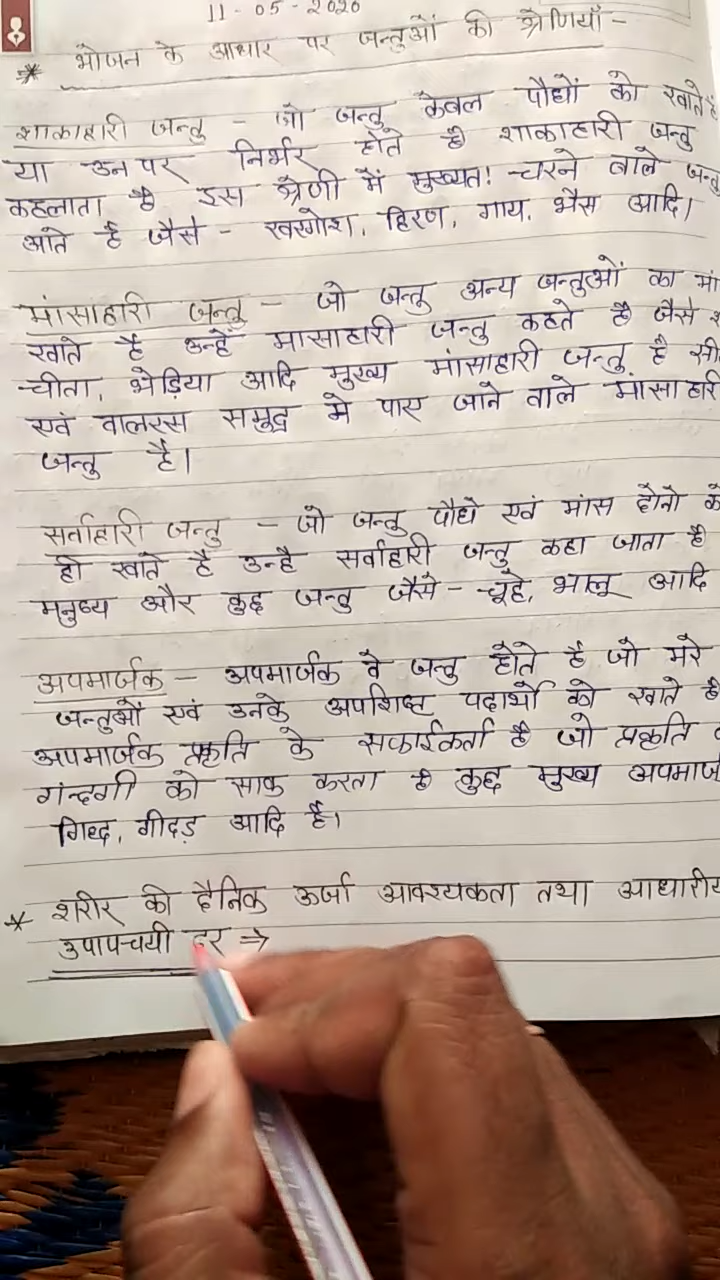 11-05-2020
* भोजन के आधार पर जन्तुओं की श्रेणियाँ -
शाकाहारी जन्तु - जो जन्तु केवल पौधों को खाते है
या उन पर निर्भर होते है शाकाहारी जन्तु
कहलाता है इस श्रेणी में मुख्यतः चरने वाले जन्तु
आते है जैसे - खरगोश, हिरण, गाय, भैस आदि।
मांसाहारी जन्तु - जो जन्तु अन्य जन्तुओं का मां
खाते है उन्हें मासाहारी जन्तु कहते है जैसे
चीता, भेड़िया आदि मुख्य मांसाहारी जन्तु है सी
एवं वालरस समुद्र मे पाए जाने वाले मांसाहारी
जन्तु है।
सर्वाहारी जन्तु - जो जन्तु पौधे एवं मांस दोनो को
ही खाते है उन्है सर्वाहारी जन्तु कहा जाता है
मनुष्य और कुछ जन्तु जैसे - चूहे, भालू आदि
अपमार्जक - अपमार्जक वे जन्तु होते है जो मरे
जन्तुओं एवं उनके अपशिष्ट पदार्थो को खाते है
अपमार्जक प्रकृति के सफाईकर्ता है जो प्रकृति
गन्दगी को साफ करता है कुछ मुख्य अपमार्ज
गिध्द, गीदड़ आदि है।
* शरीर की दैनिक ऊर्जा आवश्यकता तथा आधारीय
उपापचयी दर ⇒